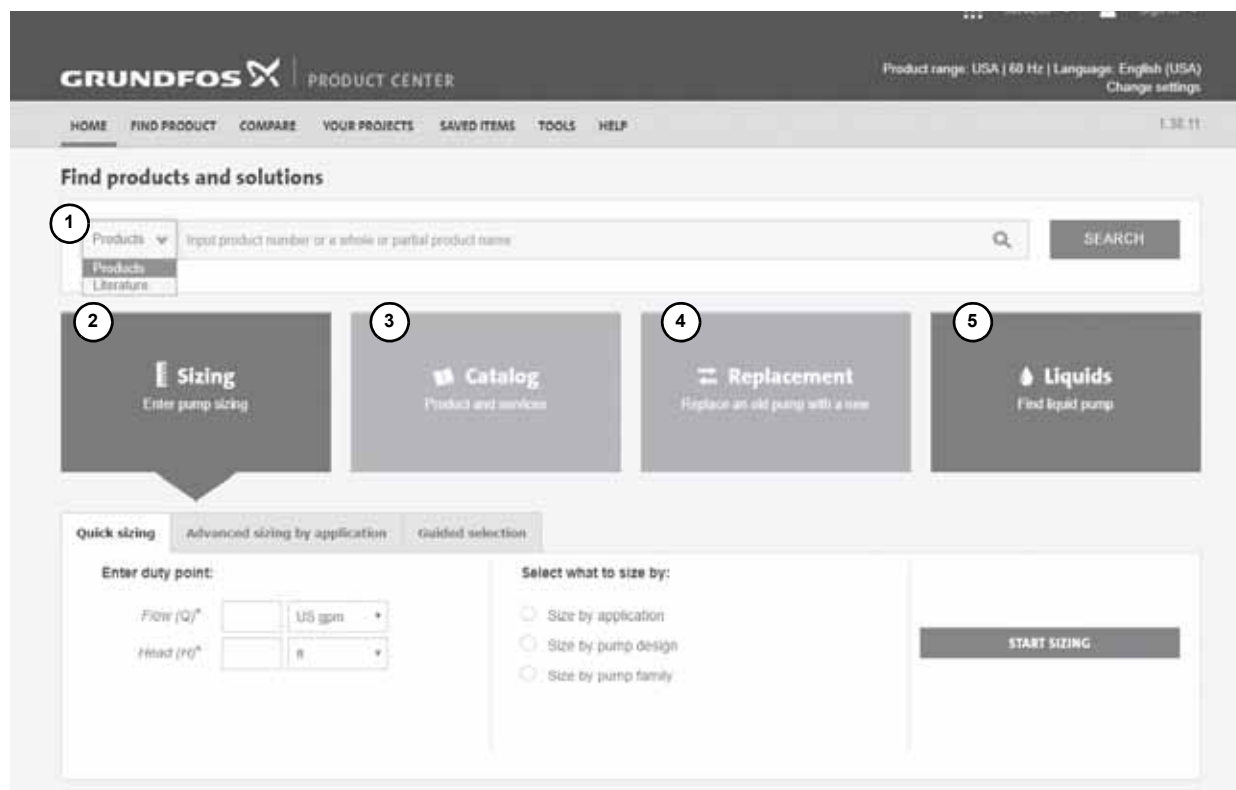 GRUNDFOS PRODUCT CENTER
Product range: USA | 60 Hz | Language: English (USA)
Change settings
HOME FIND PRODUCT COMPARE YOUR PROJECTS SAVED ITEMS TOOLS HELP
Find products and solutions
1
Products Input product number or a whole or partial product name SEARCH
Products
Literature
2 3 4 5
Sizing Catalog Replacement Liquids
Enter pump sizing Product and services Replace an old pump with a new Find liquid pump
Quick sizing Advanced sizing by application Guided selection
Enter duty point: Select what to size by:
Flow (Q)* US gpm Size by application
Head (H)* ft Size by pump design
START SIZING
Size by pump family